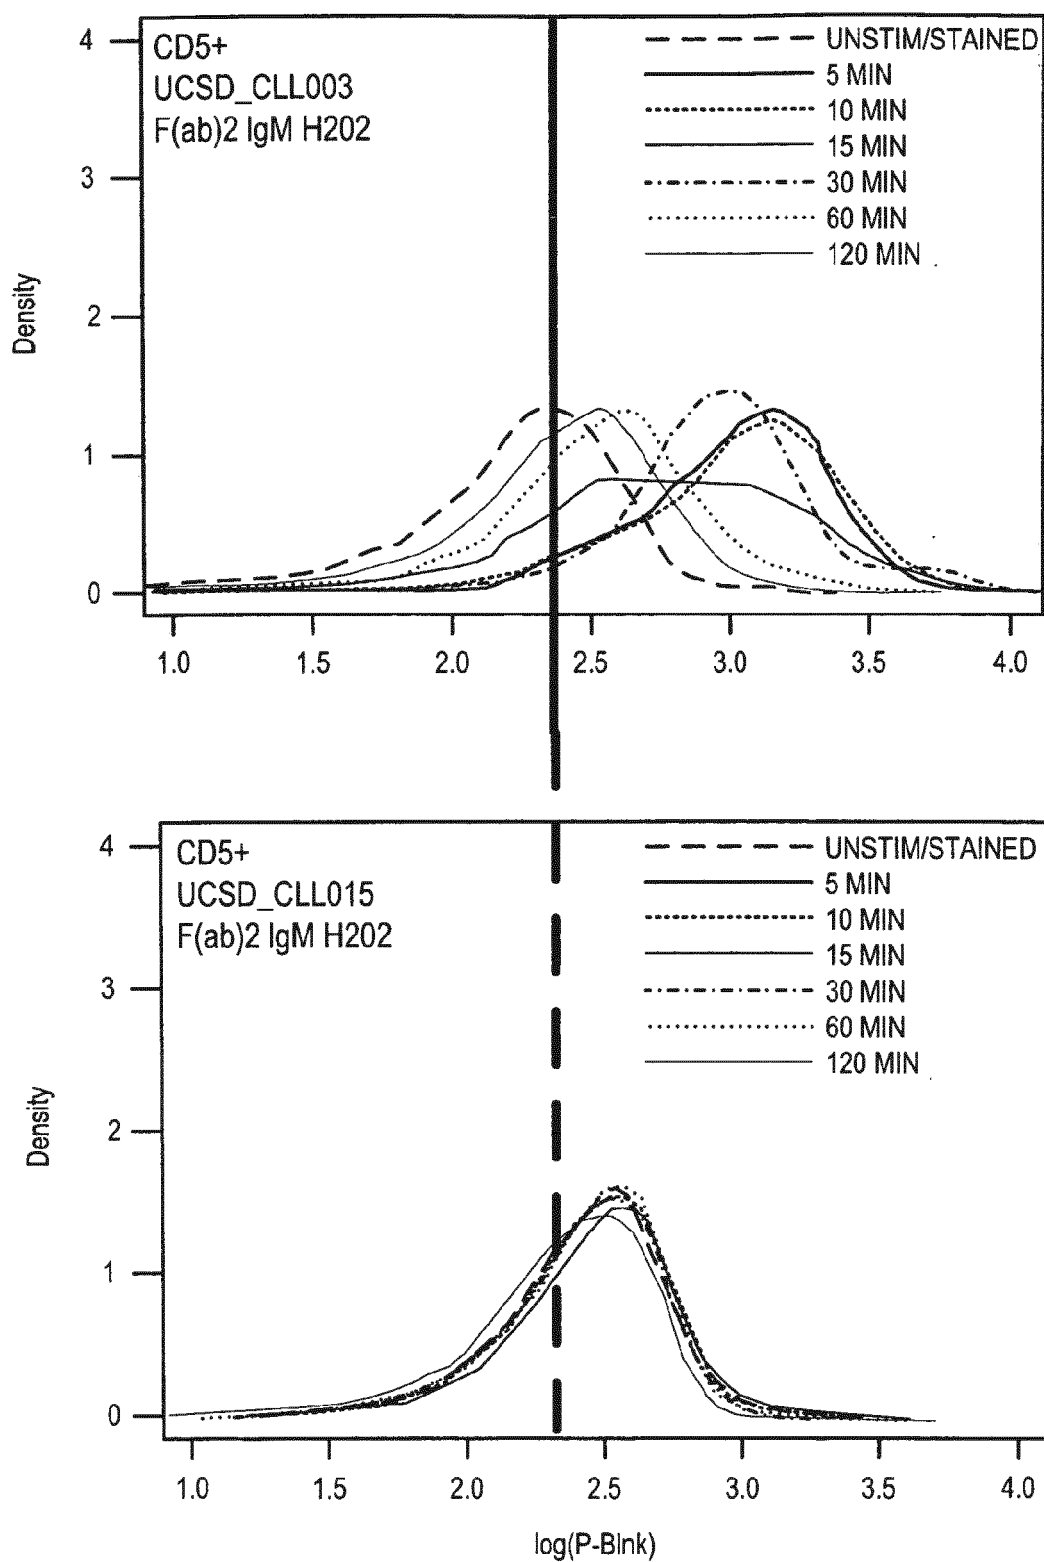 CD5+
UCSD_CLL003
F(ab)2 IgM H202
UNSTIM/STAINED
5 MIN
10 MIN
15 MIN
30 MIN
60 MIN
120 MIN
Density
4
3
2
1
0
1.0 1.5 2.0 2.5 3.0 3.5 4.0
CD5+
UCSD_CLL015
F(ab)2 IgM H202
UNSTIM/STAINED
5 MIN
10 MIN
15 MIN
30 MIN
60 MIN
120 MIN
Density
4
3
2
1
0
1.0 1.5 2.0 2.5 3.0 3.5 4.0
log(P-Blnk)